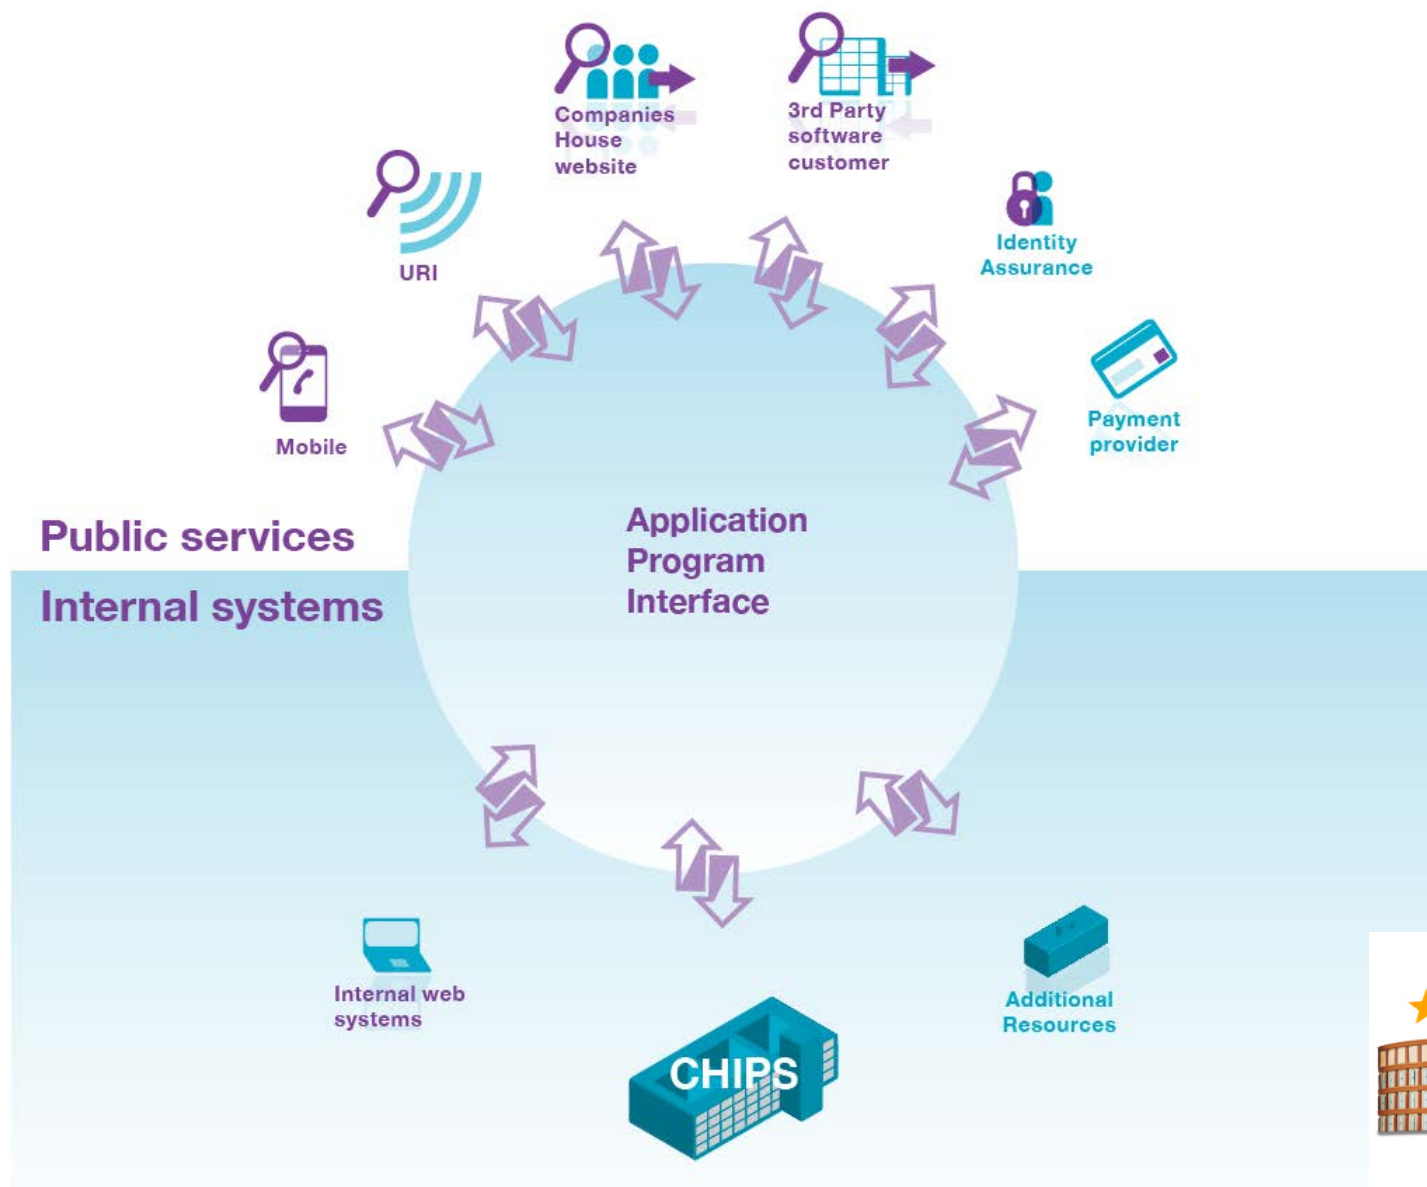 Companies
House
website
3rd Party
software
customer
URI
Identity
Assurance
Mobile
Payment
provider
Public services
Internal systems
Application
Program
Interface
Internal web
systems
CHIPS
Additional
Resources